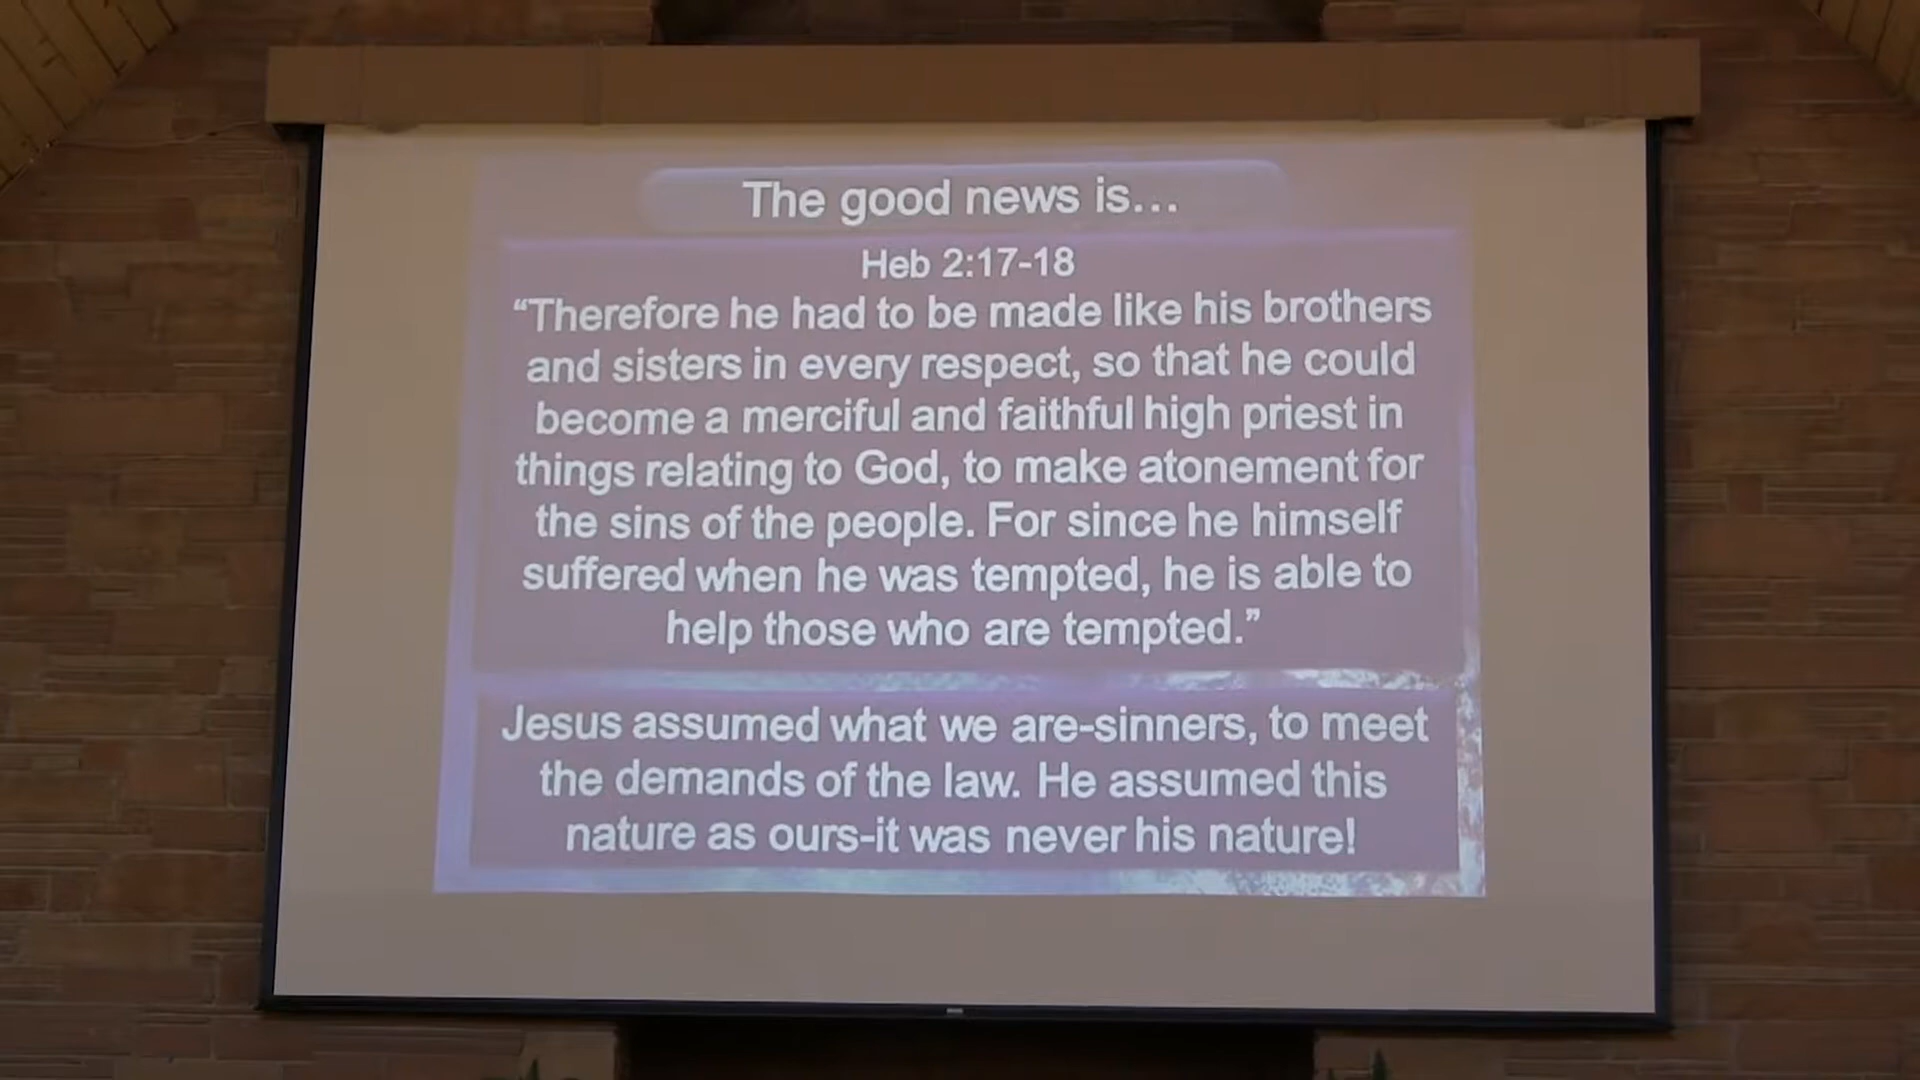 The good news is...
Heb 2:17-18
“Therefore he had to be made like his brothers
and sisters in every respect, so that he could
become a merciful and faithful high priest in
things relating to God, to make atonement for
the sins of the people. For since he himself
suffered when he was tempted, he is able to
help those who are tempted.”
Jesus assumed what we are-sinners, to meet
the demands of the law. He assumed this
nature as ours-it was never his nature!